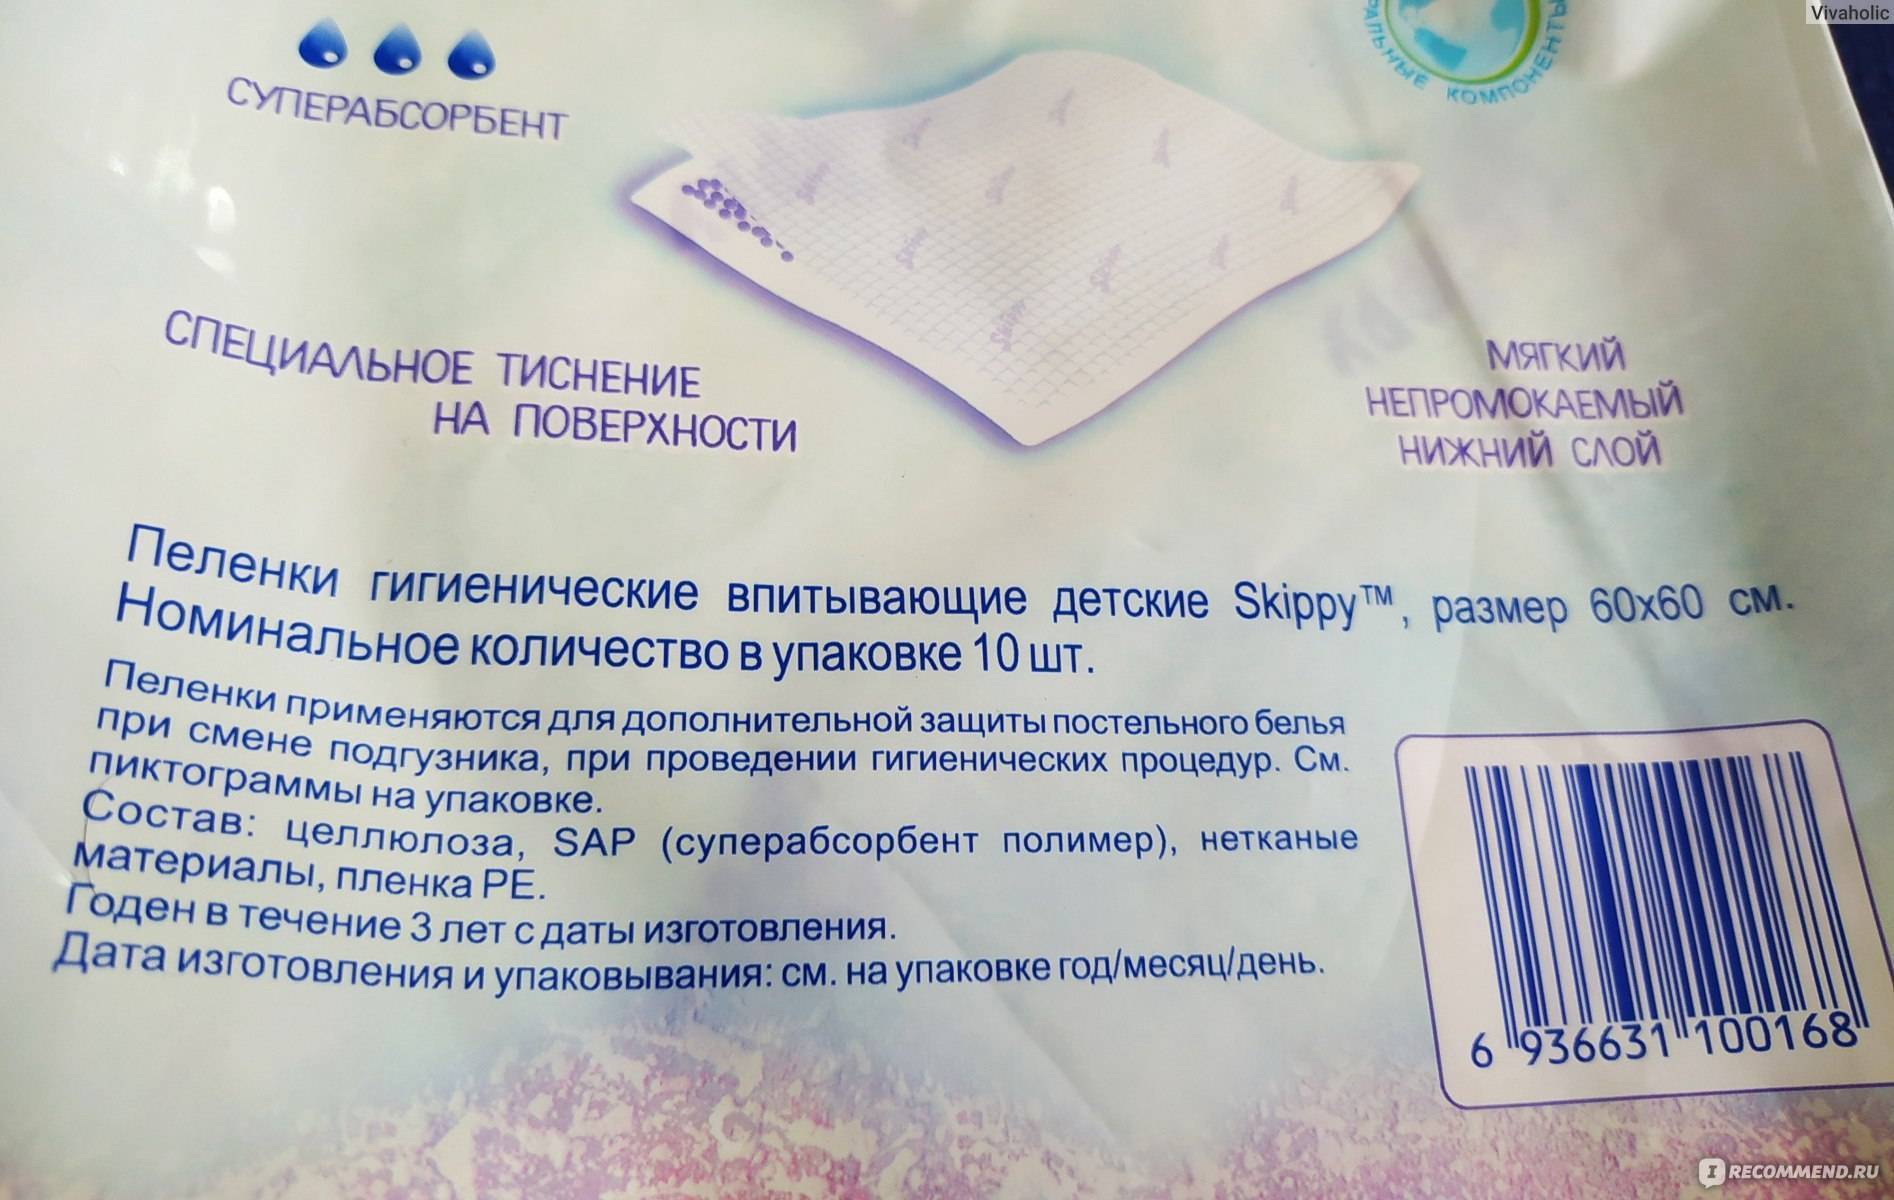 Vivaholic
КОМПОНЕНТЫ
СУПЕРАБСОРБЕНТ
СПЕЦИАЛЬНОЕ ТИСНЕНИЕ
НА ПОВЕРХНОСТИ
МЯГКИЙ
НЕПРОМОКАЕМЫЙ
НИЖНИЙ СЛОЙ
Пеленки гигиенические впитывающие детские Skippy™, размер 60х60 см.
Номинальное количество в упаковке 10 шт.
Пеленки применяются для дополнительной защиты постельного белья
при смене подгузника, при проведении гигиенических процедур. См.
пиктограммы на упаковке.
Состав: целлюлоза, SAP (суперабсорбент полимер), нетканые
материалы, пленка PE.
Годен в течение 3 лет с даты изготовления.
Дата изготовления и упаковывания: см. на упаковке год/месяц/день.
6 936631 100168
IRECOMMEND.RU